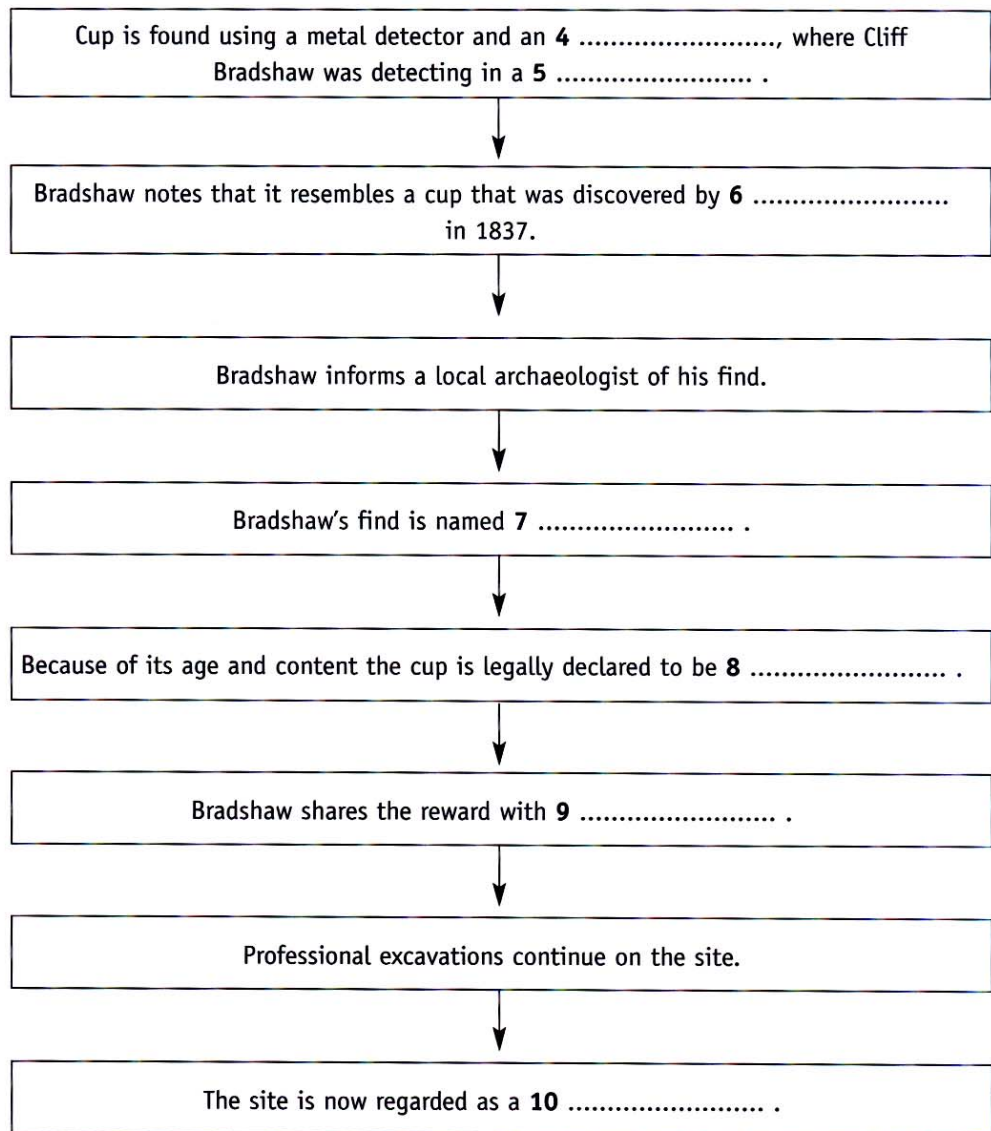 Cup is found using a metal detector and an 4 ..........................., where Cliff
Bradshaw was detecting in a 5 ........................... .
Bradshaw notes that it resembles a cup that was discovered by 6 ...........................
in 1837.
Bradshaw informs a local archaeologist of his find.
Bradshaw's find is named 7 ........................... .
Because of its age and content the cup is legally declared to be 8 ........................... .
Bradshaw shares the reward with 9 ........................... .
Professional excavations continue on the site.
The site is now regarded as a 10 ........................... .